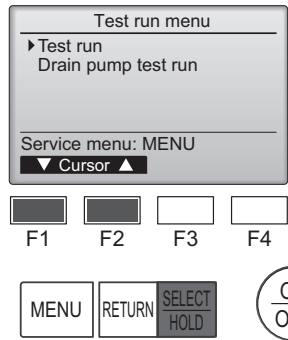 Test run menu
Test run
Drain pump test run
Service menu: MENU
▼ Cursor ▲
F1 F2 F3 F4
MENU RETURN SELECT
HOLD